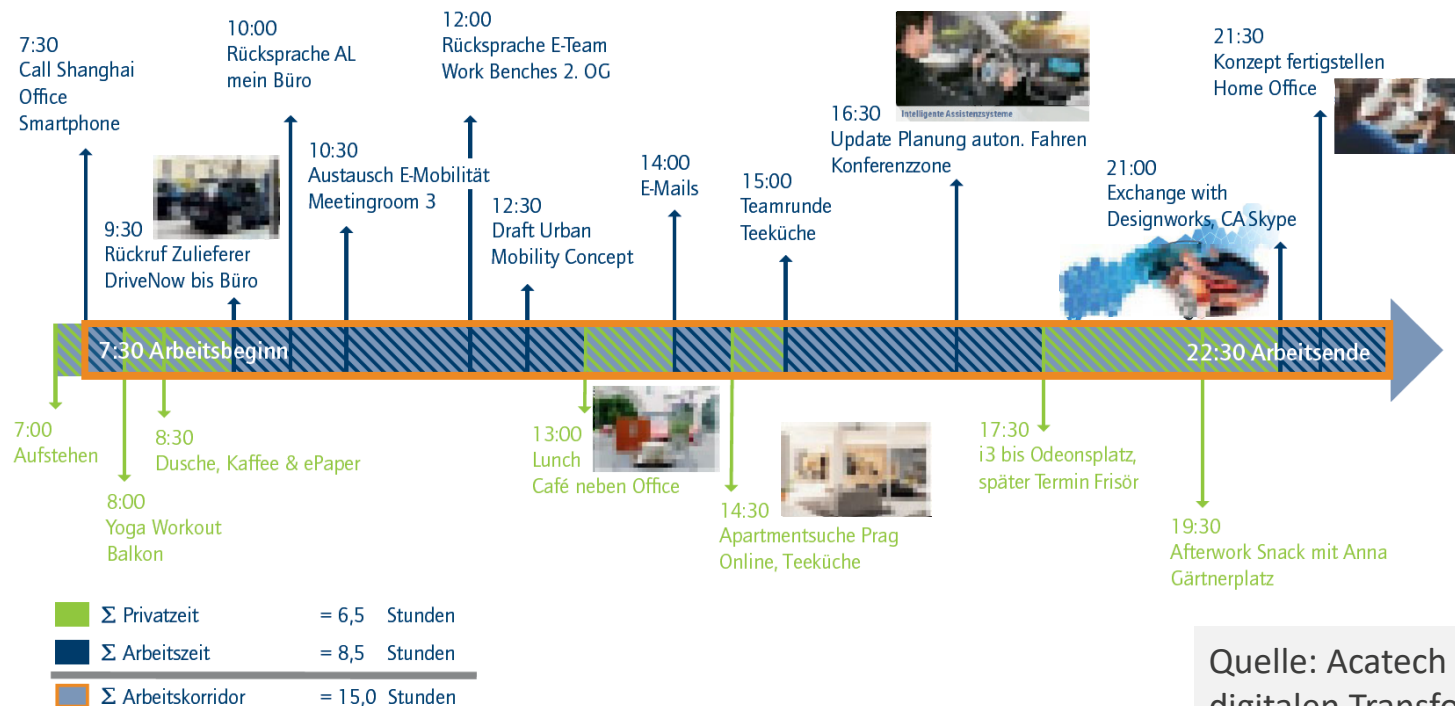 7:30
Call Shanghai
Office
Smartphone
9:30
Rückruf Zulieferer
DriveNow bis Büro
10:00
Rücksprache AL
mein Büro
10:30
Austausch E-Mobilität
Meetingroom 3
12:00
Rücksprache E-Team
Work Benches 2. OG
12:30
Draft Urban
Mobility Concept
14:00
E-Mails
15:00
Teamrunde
Teeküche
Intelligente Assistenzsysteme
16:30
Update Planung auton. Fahren
Konferenzzone
21:00
Exchange with
Designworks, CA Skype
21:30
Konzept fertigstellen
Home Office
7:30 Arbeitsbeginn
22:30 Arbeitsende
7:00
Aufstehen
8:00
Yoga Workout
Balkon
8:30
Dusche, Kaffee & ePaper
13:00
Lunch
Café neben Office
14:30
Apartmentsuche Prag
Online, Teeküche
17:30
i3 bis Odeonsplatz,
später Termin Frisör
19:30
Afterwork Snack mit Anna
Gärtnerplatz
Σ Privatzeit = 6,5 Stunden
Σ Arbeitszeit = 8,5 Stunden
Σ Arbeitskorridor = 15,0 Stunden
Quelle: Acatech
digitalen Transfo